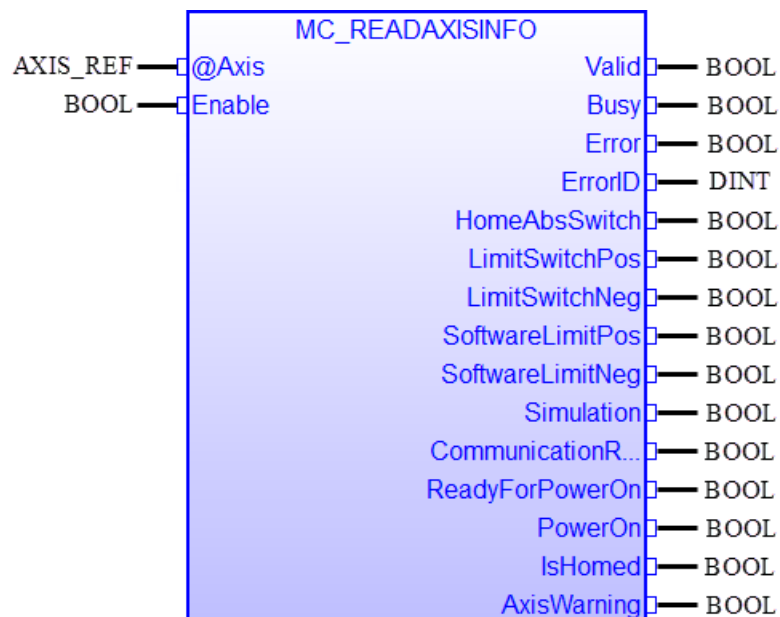 MC_READAXISINFO
AXIS_REF @Axis Valid BOOL
BOOL Enable Busy BOOL
Error BOOL
ErrorID DINT
HomeAbsSwitch BOOL
LimitSwitchPos BOOL
LimitSwitchNeg BOOL
SoftwareLimitPos BOOL
SoftwareLimitNeg BOOL
Simulation BOOL
CommunicationR... BOOL
ReadyForPowerOn BOOL
PowerOn BOOL
IsHomed BOOL
AxisWarning BOOL